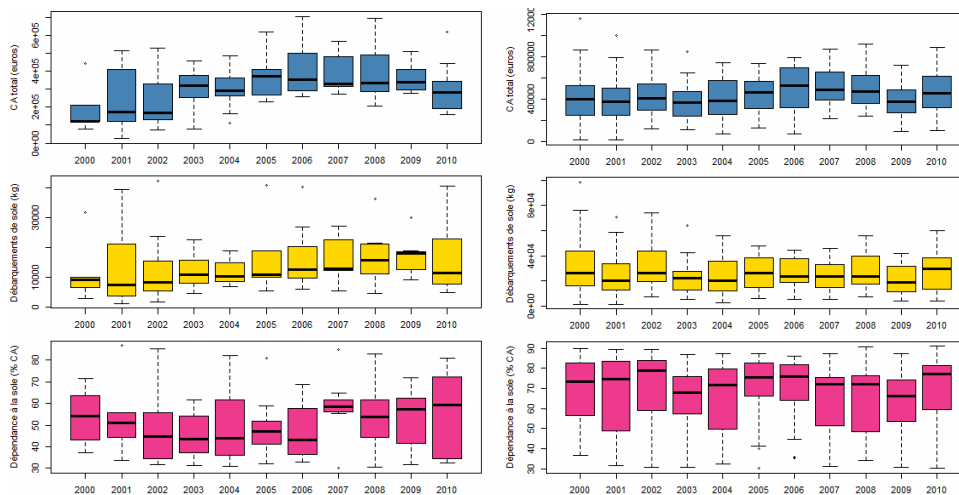 CA total (euros)
0e+00 2e+05 4e+05 6e+05
2000 2001 2002 2003 2004 2005 2006 2007 2008 2009 2010
CA total (euros)
0 400000 800000 1200000
2000 2001 2002 2003 2004 2005 2006 2007 2008 2009 2010
Débarquements de sole (kg)
0 10000 30000
2000 2001 2002 2003 2004 2005 2006 2007 2008 2009 2010
Débarquements de sole (kg)
0e+00 4e+04 8e+04
2000 2001 2002 2003 2004 2005 2006 2007 2008 2009 2010
Dépendance à la sole (% CA)
30 40 50 60 70 80
2000 2001 2002 2003 2004 2005 2006 2007 2008 2009 2010
Dépendance à la sole (% CA)
30 40 50 60 70 80 90
2000 2001 2002 2003 2004 2005 2006 2007 2008 2009 2010